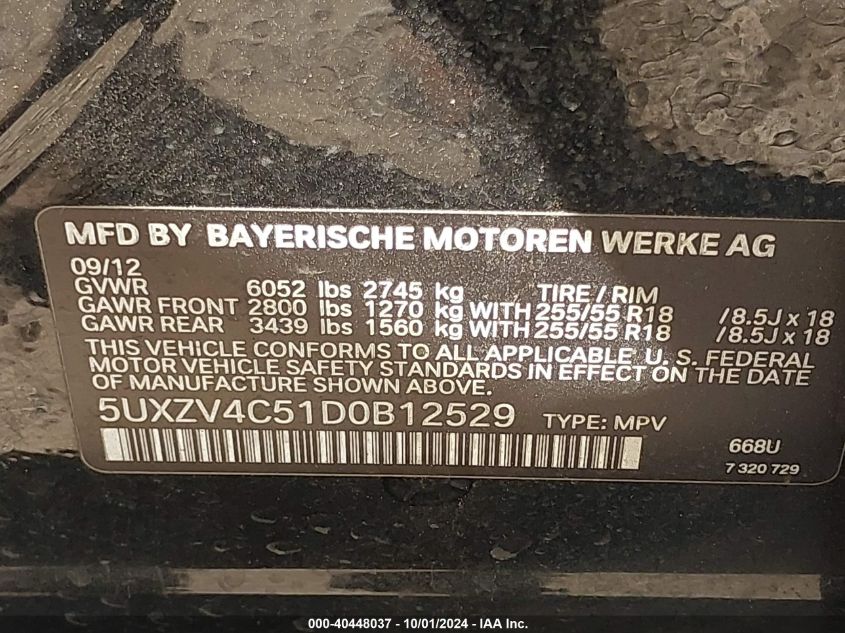 MFD BY BAYERISCHE MOTOREN WERKE AG
09/12
GVWR 6052 lbs 2745 kg TIRE / RIM
GAWR FRONT 2800 lbs 1270 kg WITH 255/55 R18 /8.5J x 18
GAWR REAR 3439 lbs 1560 kg WITH 255/55 R18 /8.5J x 18
THIS VEHICLE CONFORMS TO ALL APPLICABLE U. S. FEDERAL
MOTOR VEHICLE SAFETY STANDARDS IN EFFECT ON THE DATE
OF MANUFACTURE SHOWN ABOVE.
5UXZV4C51D0B12529 TYPE: MPV
668U
7 320 729
000-40448037 - 10/01/2024 - IAA Inc.